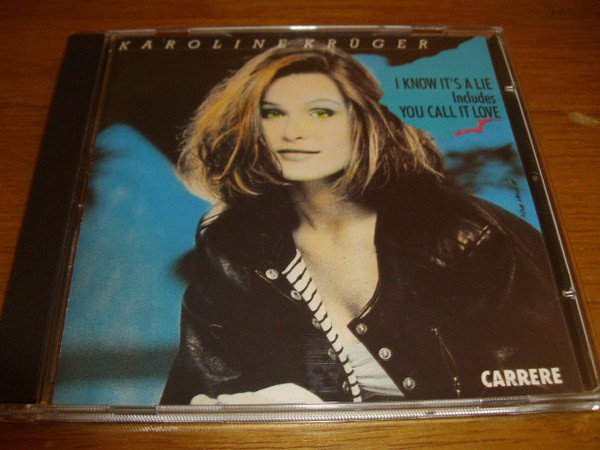 KAROLINE KRÜGER
I KNOW IT'S A LIE
Includes
YOU CALL IT LOVE
CARRERE